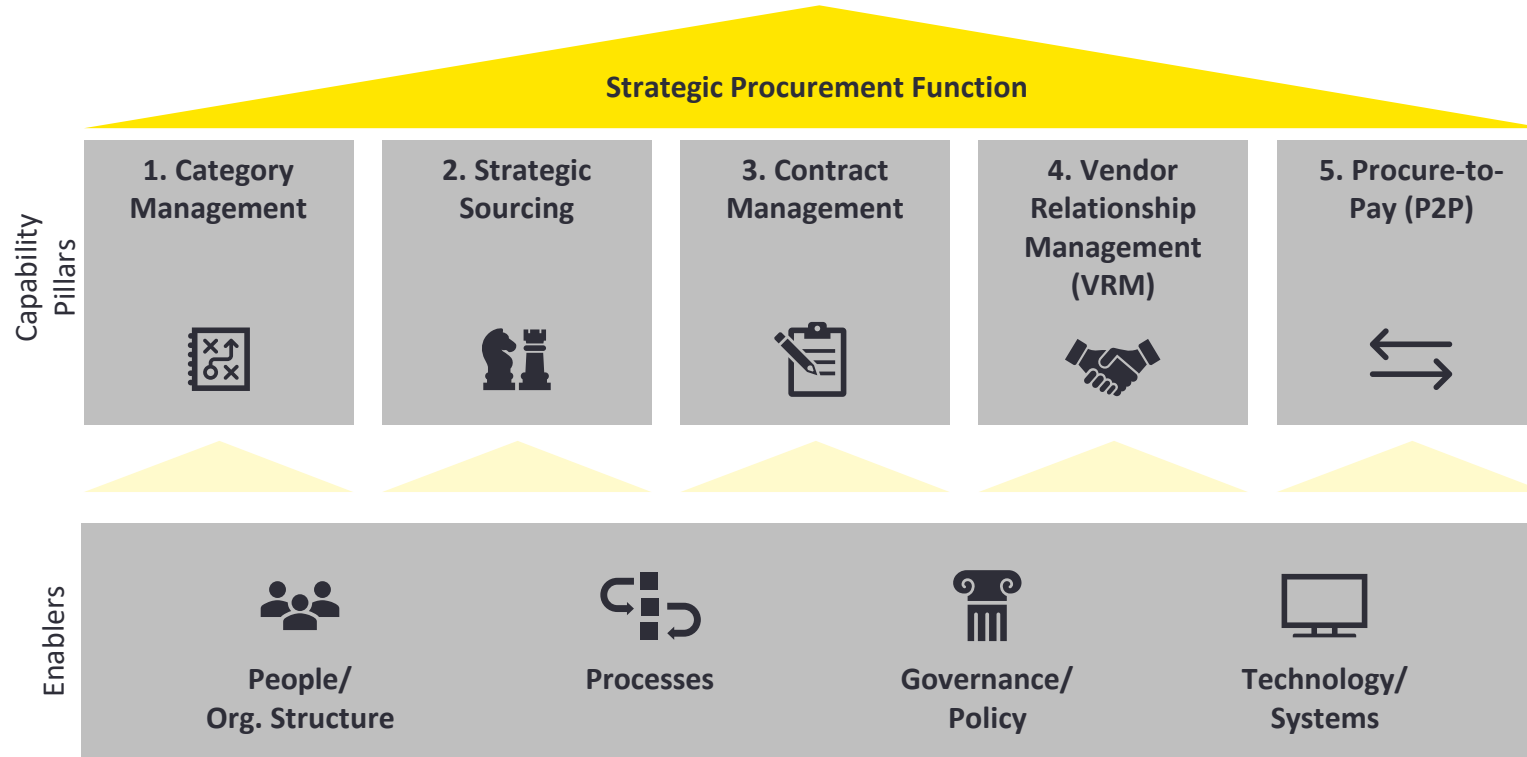 Strategic Procurement Function
Capability
Pillars
1. Category
Management
2. Strategic
Sourcing
3. Contract
Management
4. Vendor
Relationship
Management
(VRM)
5. Procure-to-
Pay (P2P)
Enablers
People/
Org. Structure
Processes
Governance/
Policy
Technology/
Systems